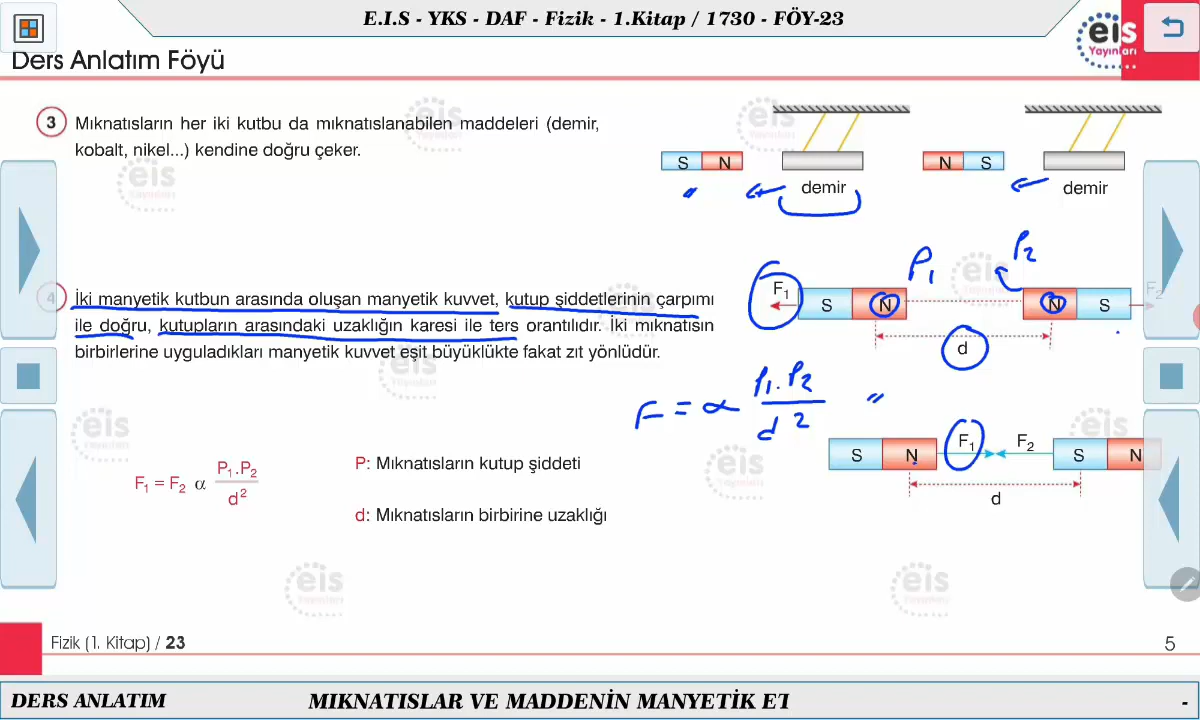 E.I.S - YKS - DAF - Fizik - 1.Kitap / 1730 - FÖY-23
eis
Yayınları
Ders Anlatım Föyü
3 Mıknatısların her iki kutbu da mıknatıslanabilen maddeleri (demir,
kobalt, nikel...) kendine doğru çeker.
S N
demir
N S
demir
4 İki manyetik kutbun arasında oluşan manyetik kuvvet, kutup şiddetlerinin çarpımı
ile doğru, kutupların arasındaki uzaklığın karesi ile ters orantılıdır. İki mıknatısın
birbirlerine uyguladıkları manyetik kuvvet eşit büyüklükte fakat zıt yönlüdür.
P1
P2
F1 S N
N S F2
d
F = α P1 . P2 / d²
S N F1 F2 S N
d
F1 = F2 α P1 . P2 / d²
P: Mıknatısların kutup şiddeti
d: Mıknatısların birbirine uzaklığı
Fizik (1. Kitap) / 23
5
DERS ANLATIM MIKNATISLAR VE MADDENİN MANYETİK ET -